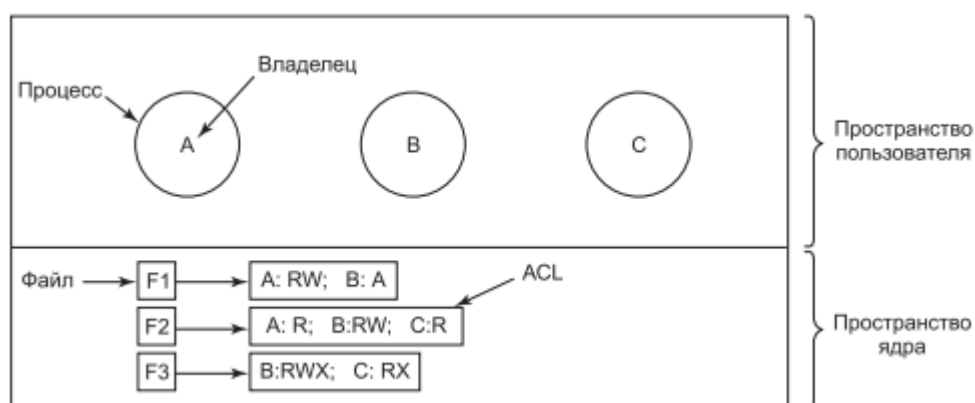 Владелец
Процесс
A
B
C
Пространство
пользователя
Файл
F1
A: RW; B: A
ACL
F2
A: R; B:RW; C:R
F3
B:RWX; C: RX
Пространство
ядра